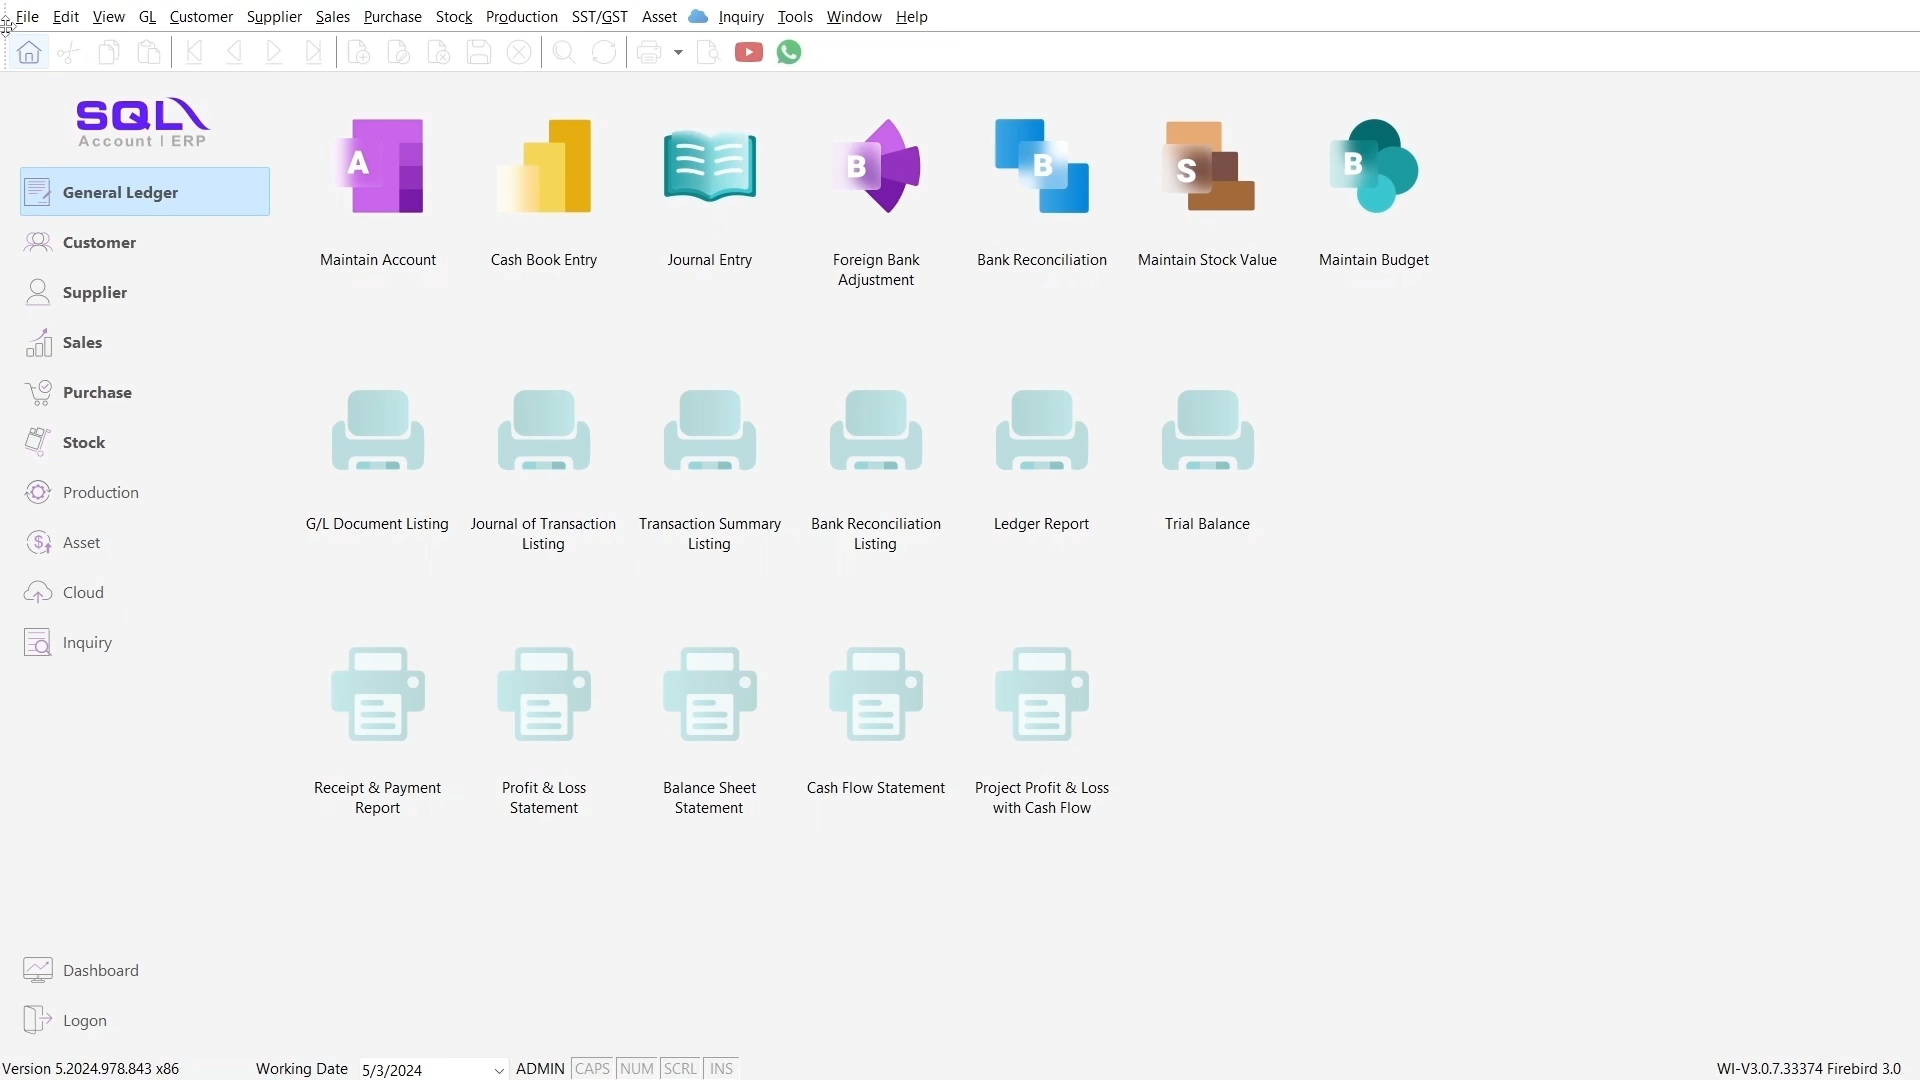 File Edit View GL Customer Supplier Sales Purchase Stock Production SST/GST Asset Inquiry Tools Window Help
SQL
Account | ERP
General Ledger
Customer
Supplier
Sales
Purchase
Stock
Production
Asset
Cloud
Inquiry
Dashboard
Logon
A
B
B
S
B
Maintain Account
Cash Book Entry
Journal Entry
Foreign Bank
Adjustment
Bank Reconciliation
Maintain Stock Value
Maintain Budget
G/L Document Listing
Journal of Transaction
Listing
Transaction Summary
Listing
Bank Reconciliation
Listing
Ledger Report
Trial Balance
Receipt & Payment
Report
Profit & Loss
Statement
Balance Sheet
Statement
Cash Flow Statement
Project Profit & Loss
with Cash Flow
Version 5.2024.978.843 x86 Working Date 5/3/2024 ADMIN CAPS NUM SCRL INS WI-V3.0.7.33374 Firebird 3.0